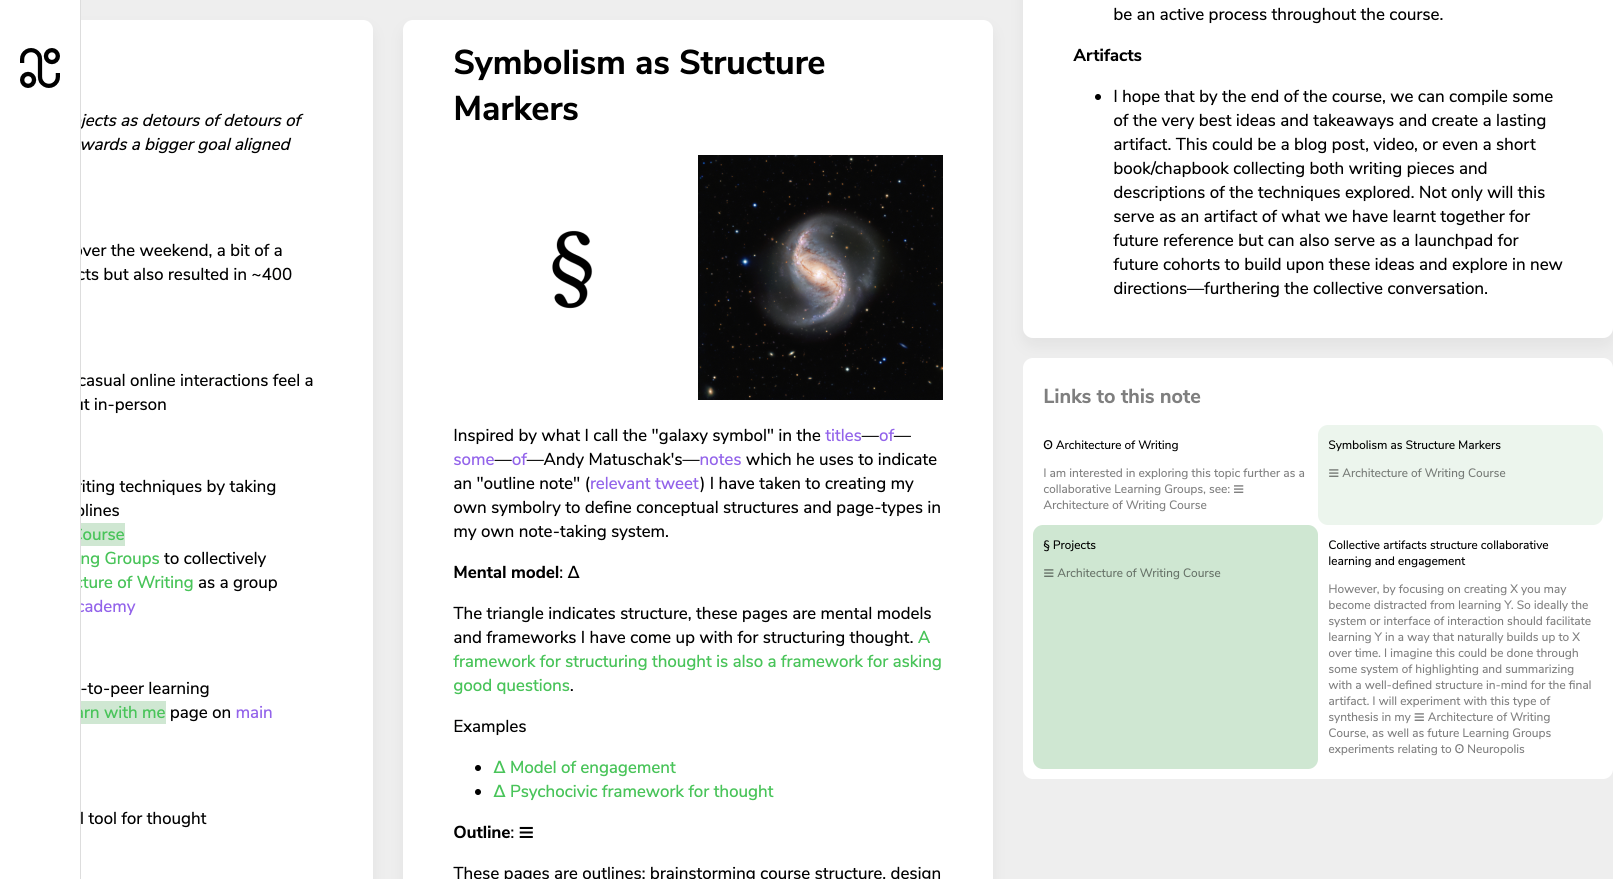 jects as detours of detours of
wards a bigger goal aligned
over the weekend, a bit of a
cts but also resulted in ~400
casual online interactions feel a
ut in-person
riting techniques by taking
plines
Course
ng Groups to collectively
cture of Writing as a group
cademy
-to-peer learning
arn with me page on main
l tool for thought
Symbolism as Structure
Markers
§
Inspired by what I call the "galaxy symbol" in the titles—of—
some—of—Andy Matuschak's—notes which he uses to indicate
an "outline note" (relevant tweet) I have taken to creating my
own symbolry to define conceptual structures and page-types in
my own note-taking system.
Mental model: Δ
The triangle indicates structure, these pages are mental models
and frameworks I have come up with for structuring thought. A
framework for structuring thought is also a framework for asking
good questions.
Examples
• Δ Model of engagement
• Δ Psychocivic framework for thought
Outline: ☰
These pages are outlines: brainstorming course structure, design
be an active process throughout the course.
Artifacts
• I hope that by the end of the course, we can compile some
of the very best ideas and takeaways and create a lasting
artifact. This could be a blog post, video, or even a short
book/chapbook collecting both writing pieces and
descriptions of the techniques explored. Not only will this
serve as an artifact of what we have learnt together for
future reference but can also serve as a launchpad for
future cohorts to build upon these ideas and explore in new
directions—furthering the collective conversation.
Links to this note
ʘ Architecture of Writing
I am interested in exploring this topic further as a
collaborative Learning Groups, see: ☰
Architecture of Writing Course
Symbolism as Structure Markers
☰ Architecture of Writing Course
§ Projects
☰ Architecture of Writing Course
Collective artifacts structure collaborative
learning and engagement
However, by focusing on creating X you may
become distracted from learning Y. So ideally the
system or interface of interaction should facilitate
learning Y in a way that naturally builds up to X
over time. I imagine this could be done through
some system of highlighting and summarizing
with a well-defined structure in-mind for the final
artifact. I will experiment with this type of
synthesis in my ☰ Architecture of Writing
Course, as well as future Learning Groups
experiments relating to ʘ Neuropolis